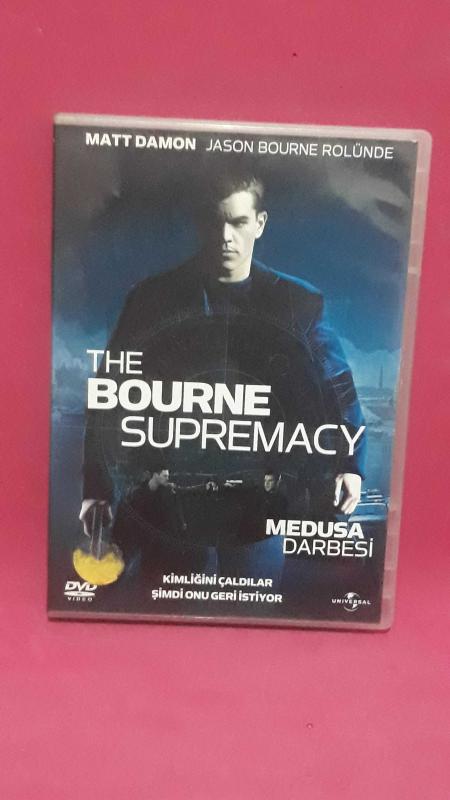 MATT DAMON JASON BOURNE ROLÜNDE
THE
BOURNE
SUPREMACY
MEDUSA
DARBESİ
KİMLİĞİNİ ÇALDILAR
ŞİMDİ ONU GERİ İSTİYOR
DVD
VIDEO
UNIVERSAL